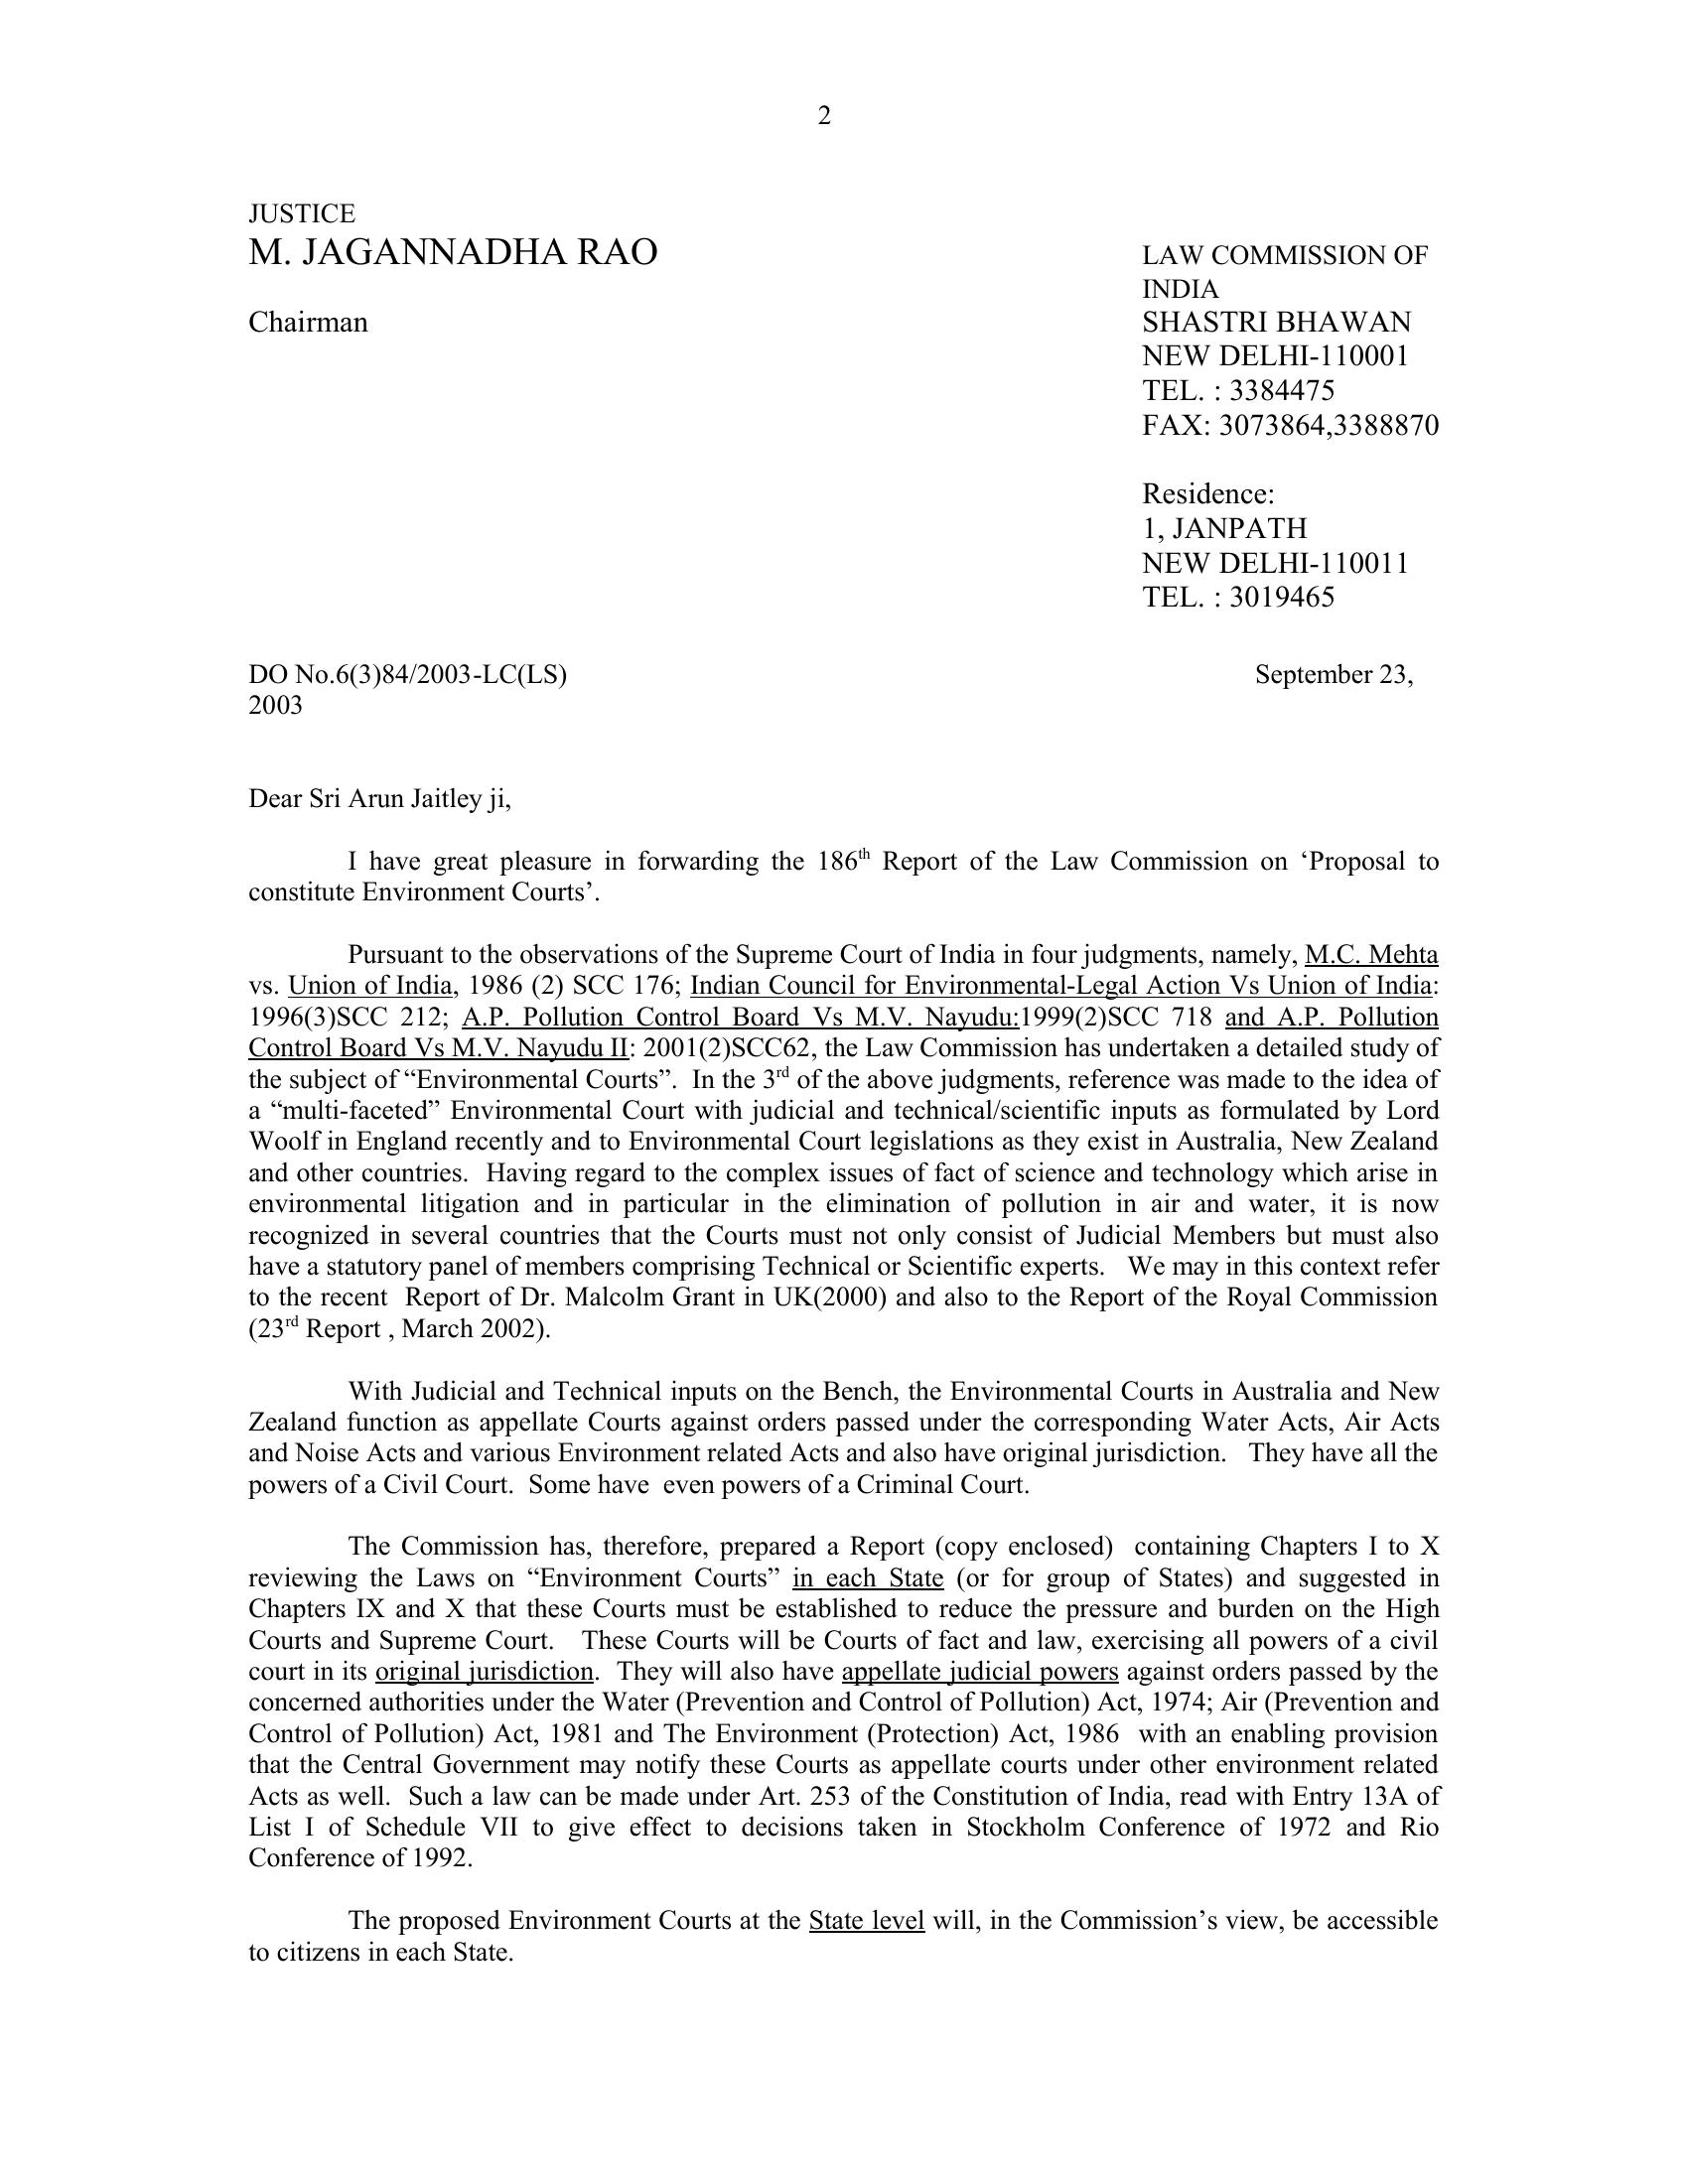 2
JUSTICE
M. JAGANNADHA RAO
LAW COMMISSION OF
INDIA
Chairman
SHASTRI BHAWAN
NEW DELHI-110001
TEL. : 3384475
FAX: 3073864,3388870
Residence:
1, JANPATH
NEW DELHI-110011
TEL. : 3019465
DO No.6(3)84/2003-LC(LS) September 23,
2003
Dear Sri Arun Jaitley ji,
I have great pleasure in forwarding the 186th Report of the Law Commission on ‘Proposal to
constitute Environment Courts’.
Pursuant to the observations of the Supreme Court of India in four judgments, namely, M.C. Mehta
vs. Union of India, 1986 (2) SCC 176; Indian Council for Environmental-Legal Action Vs Union of India:
1996(3)SCC 212; A.P. Pollution Control Board Vs M.V. Nayudu:1999(2)SCC 718 and A.P. Pollution
Control Board Vs M.V. Nayudu II: 2001(2)SCC62, the Law Commission has undertaken a detailed study of
the subject of “Environmental Courts”. In the 3rd of the above judgments, reference was made to the idea of
a “multi-faceted” Environmental Court with judicial and technical/scientific inputs as formulated by Lord
Woolf in England recently and to Environmental Court legislations as they exist in Australia, New Zealand
and other countries. Having regard to the complex issues of fact of science and technology which arise in
environmental litigation and in particular in the elimination of pollution in air and water, it is now
recognized in several countries that the Courts must not only consist of Judicial Members but must also
have a statutory panel of members comprising Technical or Scientific experts. We may in this context refer
to the recent Report of Dr. Malcolm Grant in UK(2000) and also to the Report of the Royal Commission
(23rd Report , March 2002).
With Judicial and Technical inputs on the Bench, the Environmental Courts in Australia and New
Zealand function as appellate Courts against orders passed under the corresponding Water Acts, Air Acts
and Noise Acts and various Environment related Acts and also have original jurisdiction. They have all the
powers of a Civil Court. Some have even powers of a Criminal Court.
The Commission has, therefore, prepared a Report (copy enclosed) containing Chapters I to X
reviewing the Laws on “Environment Courts” in each State (or for group of States) and suggested in
Chapters IX and X that these Courts must be established to reduce the pressure and burden on the High
Courts and Supreme Court. These Courts will be Courts of fact and law, exercising all powers of a civil
court in its original jurisdiction. They will also have appellate judicial powers against orders passed by the
concerned authorities under the Water (Prevention and Control of Pollution) Act, 1974; Air (Prevention and
Control of Pollution) Act, 1981 and The Environment (Protection) Act, 1986 with an enabling provision
that the Central Government may notify these Courts as appellate courts under other environment related
Acts as well. Such a law can be made under Art. 253 of the Constitution of India, read with Entry 13A of
List I of Schedule VII to give effect to decisions taken in Stockholm Conference of 1972 and Rio
Conference of 1992.
The proposed Environment Courts at the State level will, in the Commission’s view, be accessible
to citizens in each State.